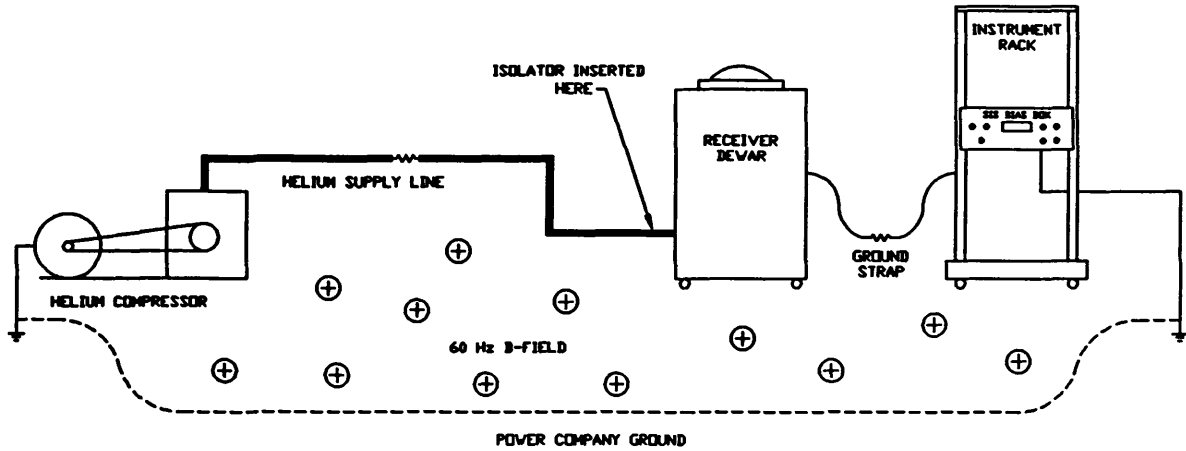 INSTRUMENT
RACK
ISOLATOR INSERTED
HERE
SIS BIAS BOX
RECEIVER
DEWAR
HELIUM SUPPLY LINE
GROUND
STRAP
HELIUM COMPRESSOR
60 Hz B-FIELD
POWER COMPANY GROUND